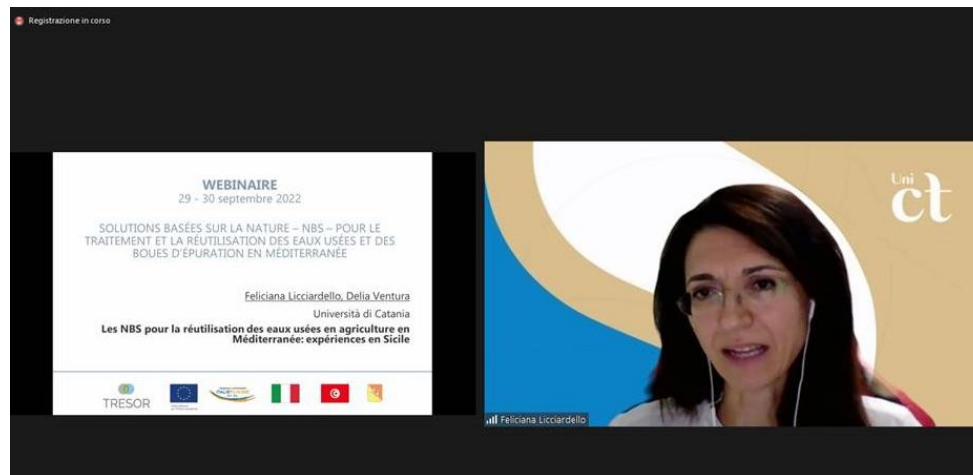 Registrazione in corso
WEBINAIRE
29 - 30 septembre 2022
SOLUTIONS BASÉES SUR LA NATURE – NBS – POUR LE
TRAITEMENT ET LA RÉUTILISATION DES EAUX USÉES ET DES
BOUES D'ÉPURATION EN MÉDITERRANÉE
Feliciana Licciardello, Delia Ventura
Università di Catania
Les NBS pour la réutilisation des eaux usées en agriculture en
Méditerranée: expériences en Sicile
TRESOR
Uni
ct
Feliciana Licciardello